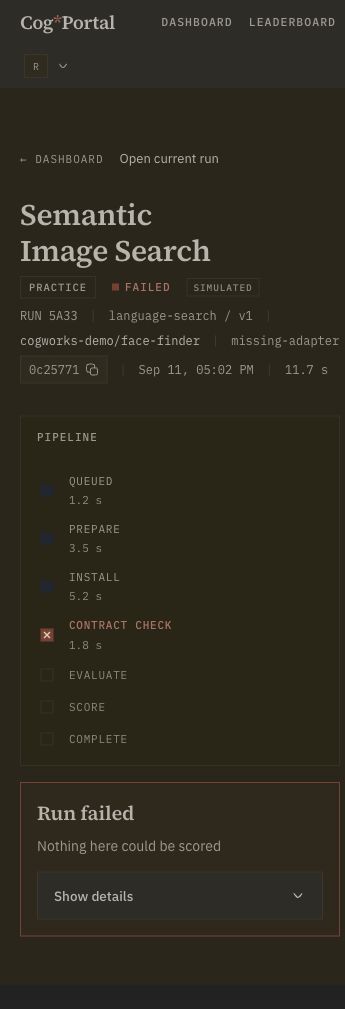 Cog*Portal DASHBOARD LEADERBOARD
R
← DASHBOARD Open current run
Semantic
Image Search
PRACTICE FAILED SIMULATED
RUN 5A33 | language-search / v1 |
cogworks-demo/face-finder | missing-adapter
0c25771 | Sep 11, 05:02 PM | 11.7 s
PIPELINE
QUEUED
1.2 s
PREPARE
3.5 s
INSTALL
5.2 s
CONTRACT CHECK
1.8 s
EVALUATE
SCORE
COMPLETE
Run failed
Nothing here could be scored
Show details